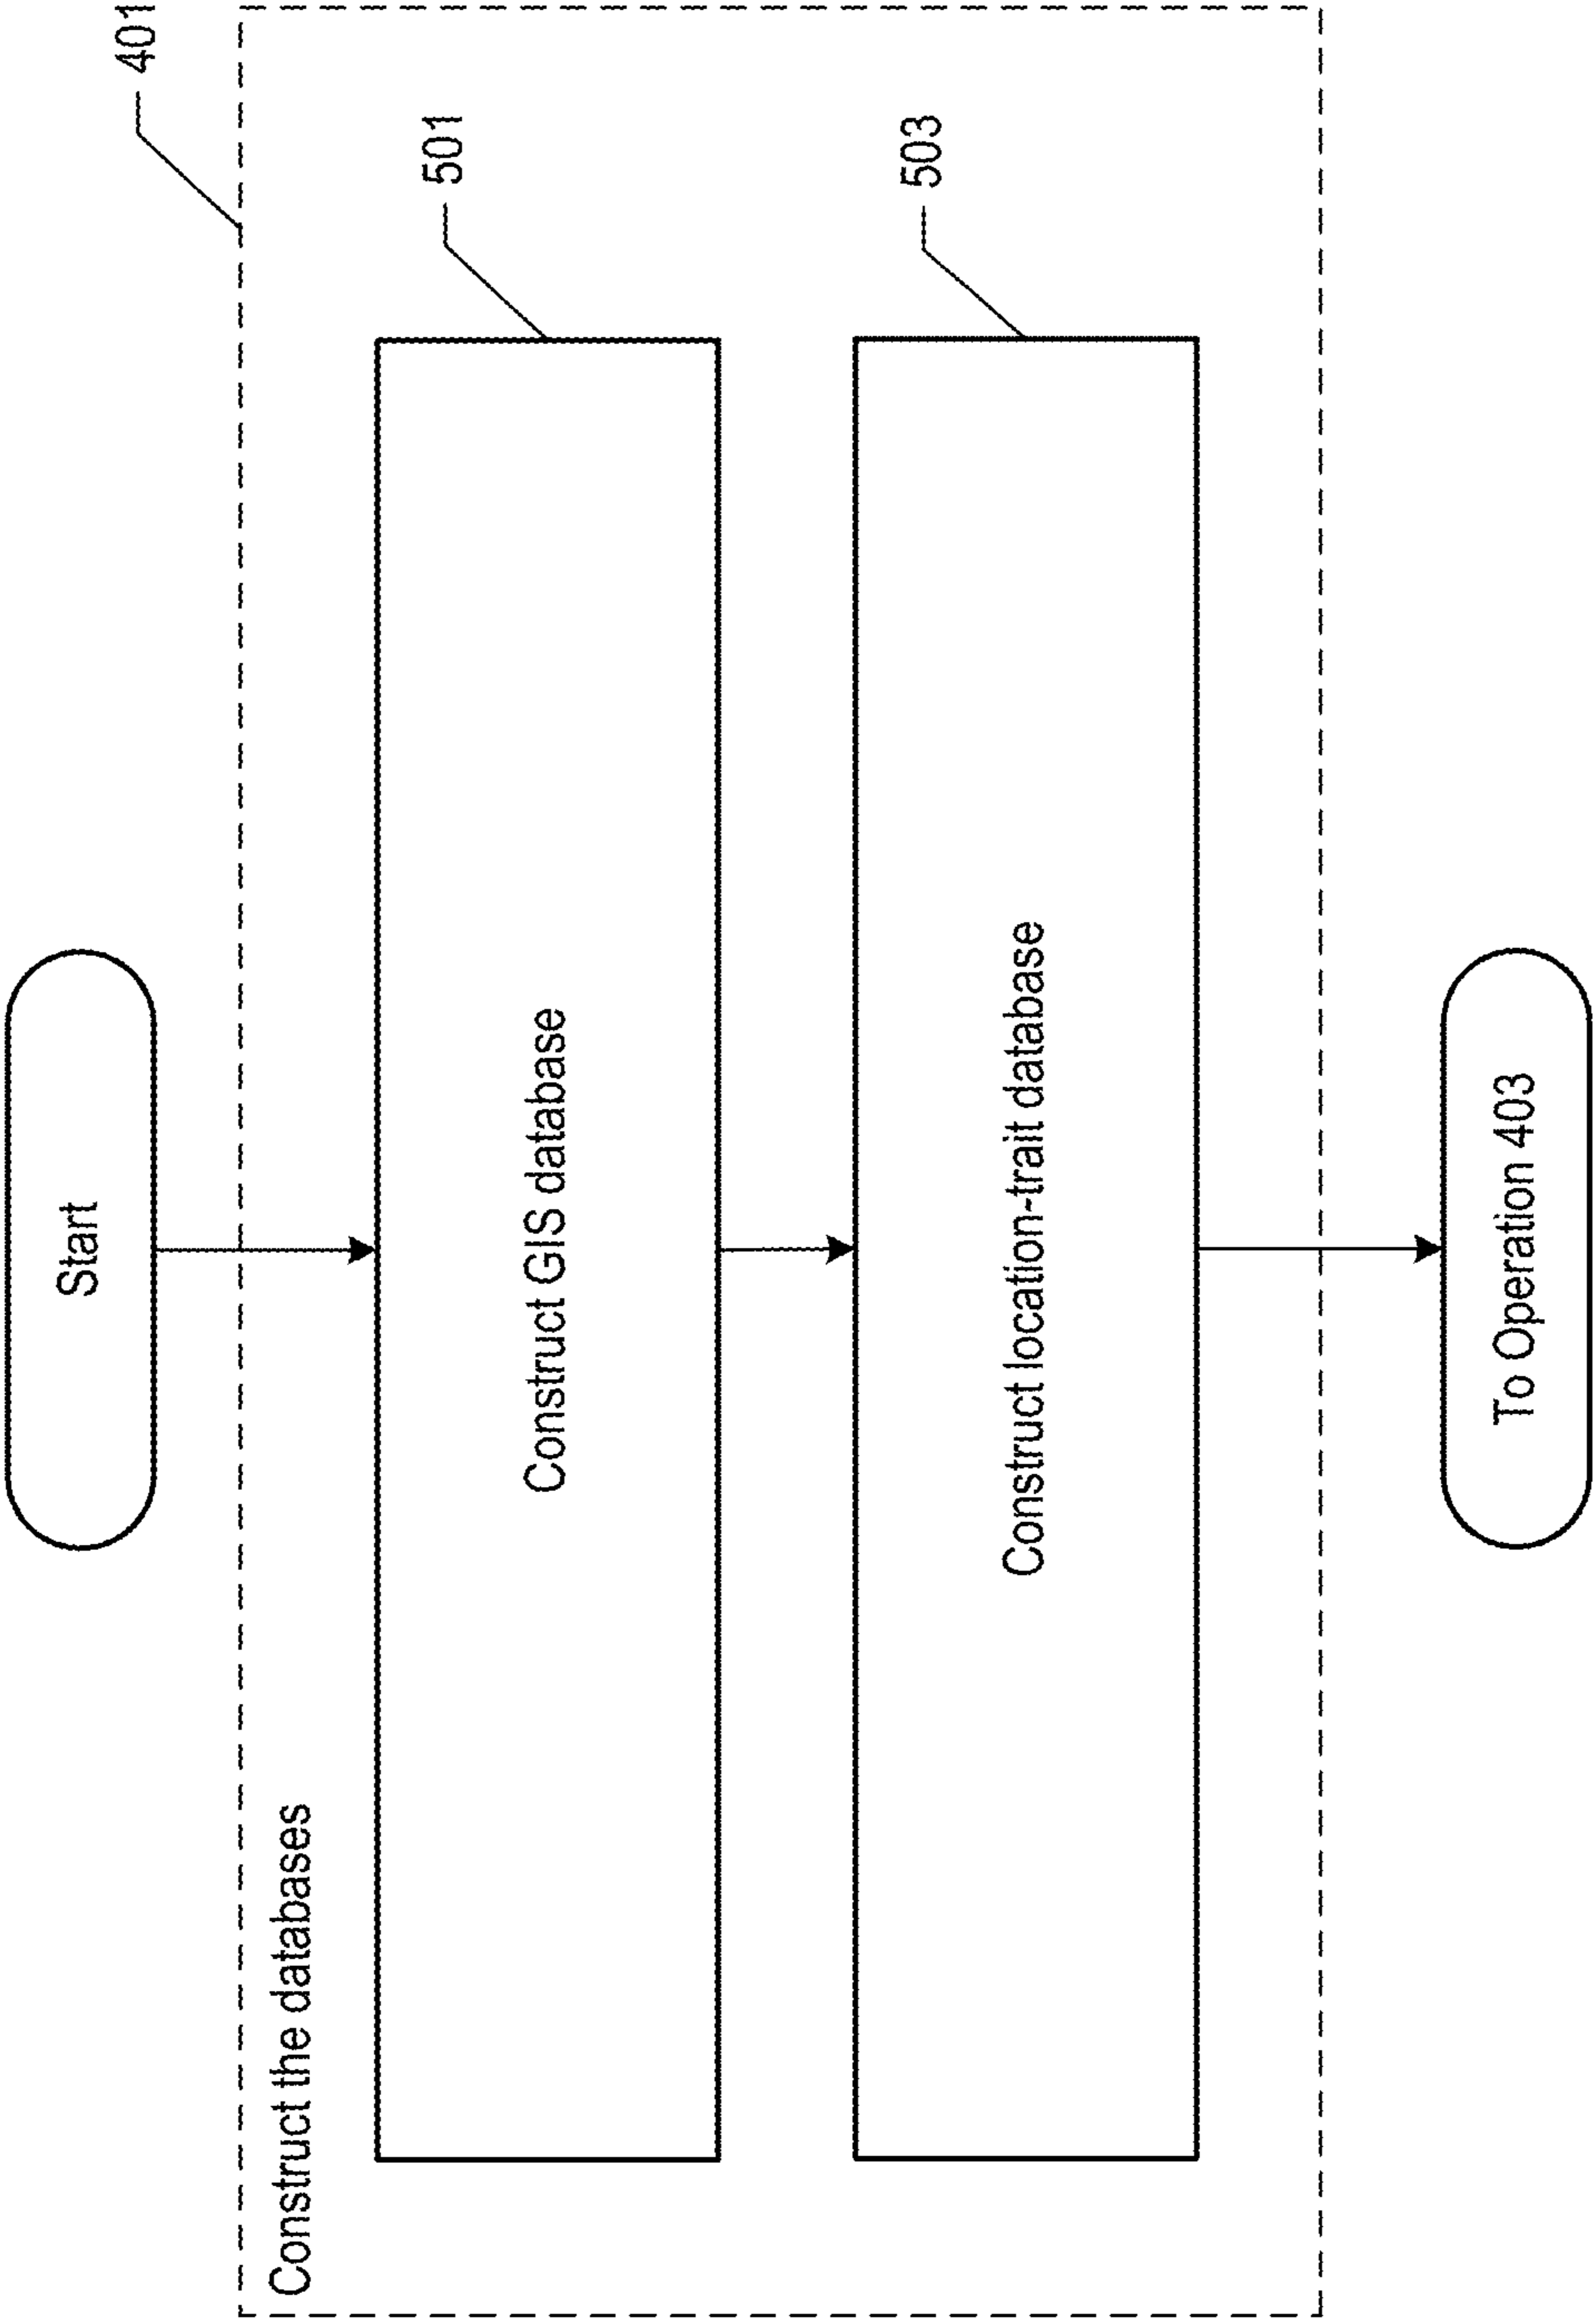 Start
401
Construct the databases
501
Construct GIS database
503
Construct location-trait database
To Operation 403